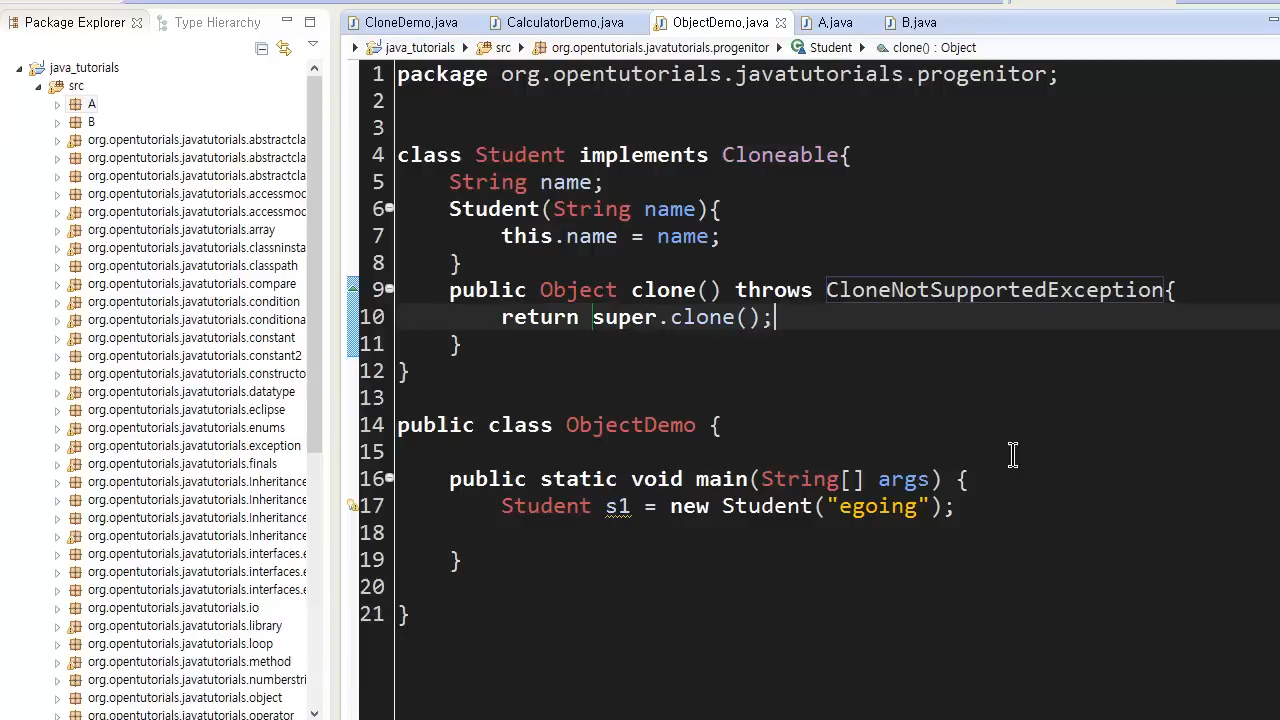 Package Explorer
Type Hierarchy
java_tutorials
src
A
B
org.opentutorials.javatutorials.abstractcla
org.opentutorials.javatutorials.abstractcla
org.opentutorials.javatutorials.abstractcla
org.opentutorials.javatutorials.accessmoc
org.opentutorials.javatutorials.accessmoc
org.opentutorials.javatutorials.array
org.opentutorials.javatutorials.classninsta
org.opentutorials.javatutorials.classpath
org.opentutorials.javatutorials.compare
org.opentutorials.javatutorials.condition
org.opentutorials.javatutorials.conditiona
org.opentutorials.javatutorials.constant
org.opentutorials.javatutorials.constant2
org.opentutorials.javatutorials.constructo
org.opentutorials.javatutorials.datatype
org.opentutorials.javatutorials.eclipse
org.opentutorials.javatutorials.enums
org.opentutorials.javatutorials.exception
org.opentutorials.javatutorials.finals
org.opentutorials.javatutorials.Inheritance
org.opentutorials.javatutorials.Inheritance
org.opentutorials.javatutorials.Inheritance
org.opentutorials.javatutorials.Inheritance
org.opentutorials.javatutorials.interfaces.e
org.opentutorials.javatutorials.interfaces.e
org.opentutorials.javatutorials.interfaces.e
org.opentutorials.javatutorials.io
org.opentutorials.javatutorials.library
org.opentutorials.javatutorials.loop
org.opentutorials.javatutorials.method
org.opentutorials.javatutorials.numberstri
org.opentutorials.javatutorials.object
org.opentutorials.javatutorials.operator
CloneDemo.java CalculatorDemo.java ObjectDemo.java A.java B.java
java_tutorials src org.opentutorials.javatutorials.progenitor Student clone() : Object
1 package org.opentutorials.javatutorials.progenitor;
2
3
4 class Student implements Cloneable{
5 String name;
6 Student(String name){
7 this.name = name;
8 }
9 public Object clone() throws CloneNotSupportedException{
10 return super.clone();
11 }
12 }
13
14 public class ObjectDemo {
15
16 public static void main(String[] args) {
17 Student s1 = new Student("egoing");
18
19 }
20
21 }